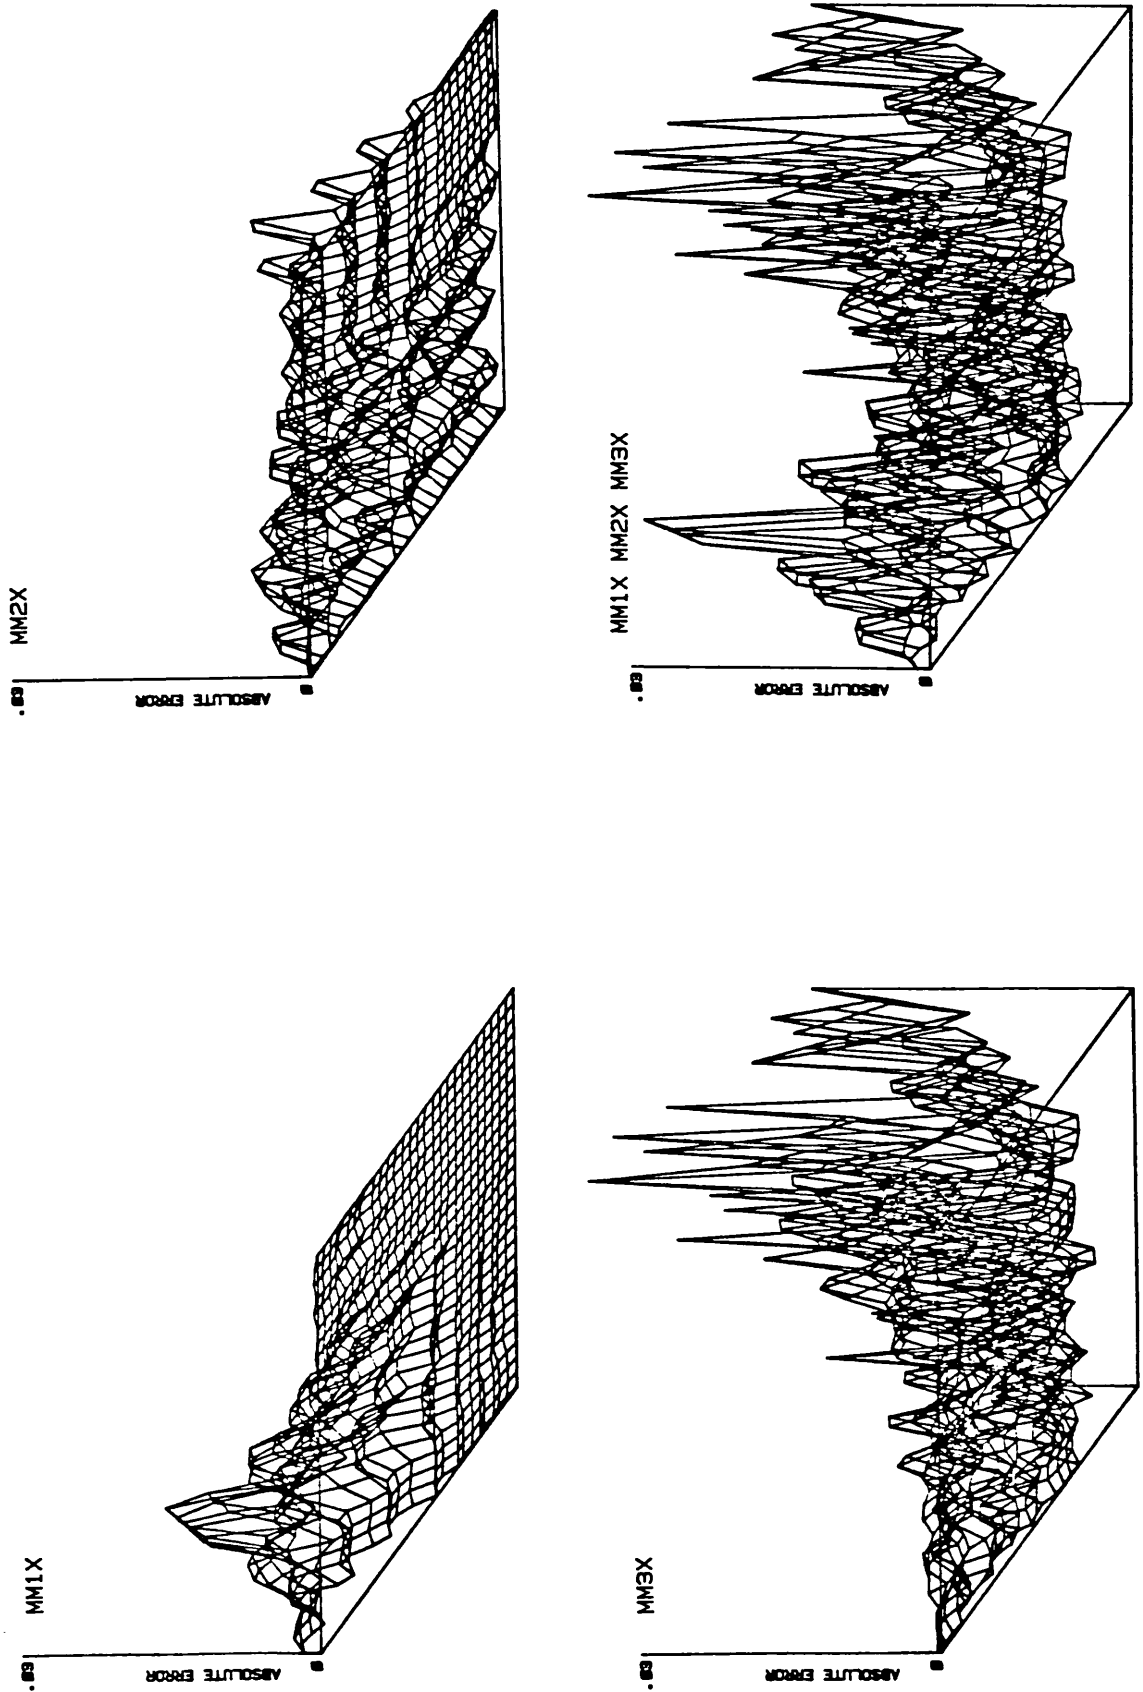 MM1X
.03
ABSOLUTE ERROR
0
MM2X
.03
ABSOLUTE ERROR
0
MM3X
.03
ABSOLUTE ERROR
0
MM1X MM2X MM3X
.03
ABSOLUTE ERROR
0